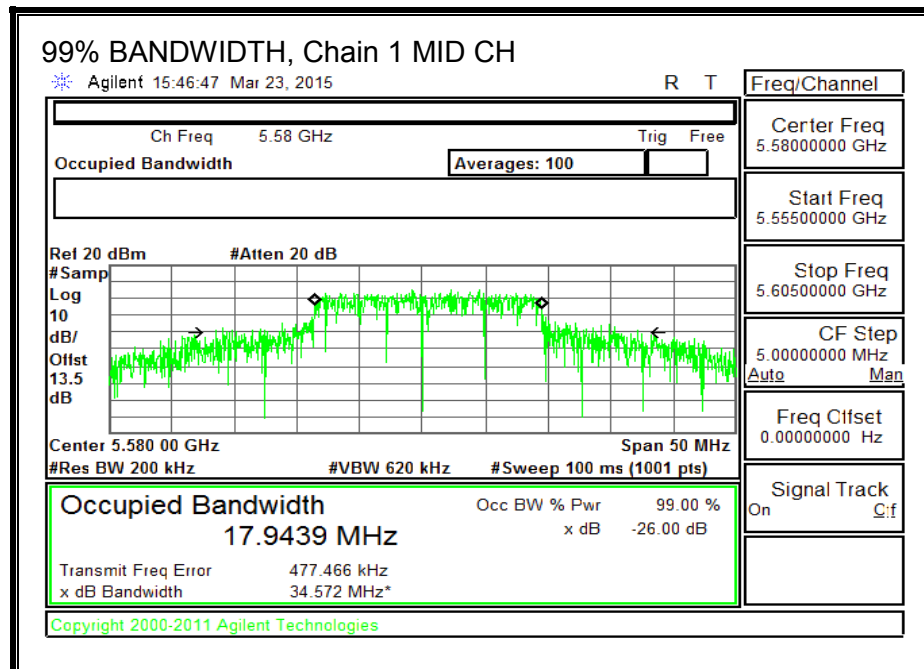 99% BANDWIDTH, Chain 1 MID CH
Agilent 15:46:47 Mar 23, 2015 R T
Freq/Channel
Ch Freq 5.58 GHz Trig Free
Occupied Bandwidth Averages: 100
Center Freq
5.58000000 GHz
Start Freq
5.55500000 GHz
Stop Freq
5.60500000 GHz
CF Step
5.00000000 MHz
Auto Man
Freq Offset
0.00000000 Hz
Signal Track
On Off
Ref 20 dBm #Atten 20 dB
#Samp
Log
10
dB/
Offst
13.5
dB
Center 5.580 00 GHz Span 50 MHz
#Res BW 200 kHz #VBW 620 kHz #Sweep 100 ms (1001 pts)
Occupied Bandwidth Occ BW % Pwr 99.00 %
17.9439 MHz x dB -26.00 dB
Transmit Freq Error 477.466 kHz
x dB Bandwidth 34.572 MHz*
Copyright 2000-2011 Agilent Technologies